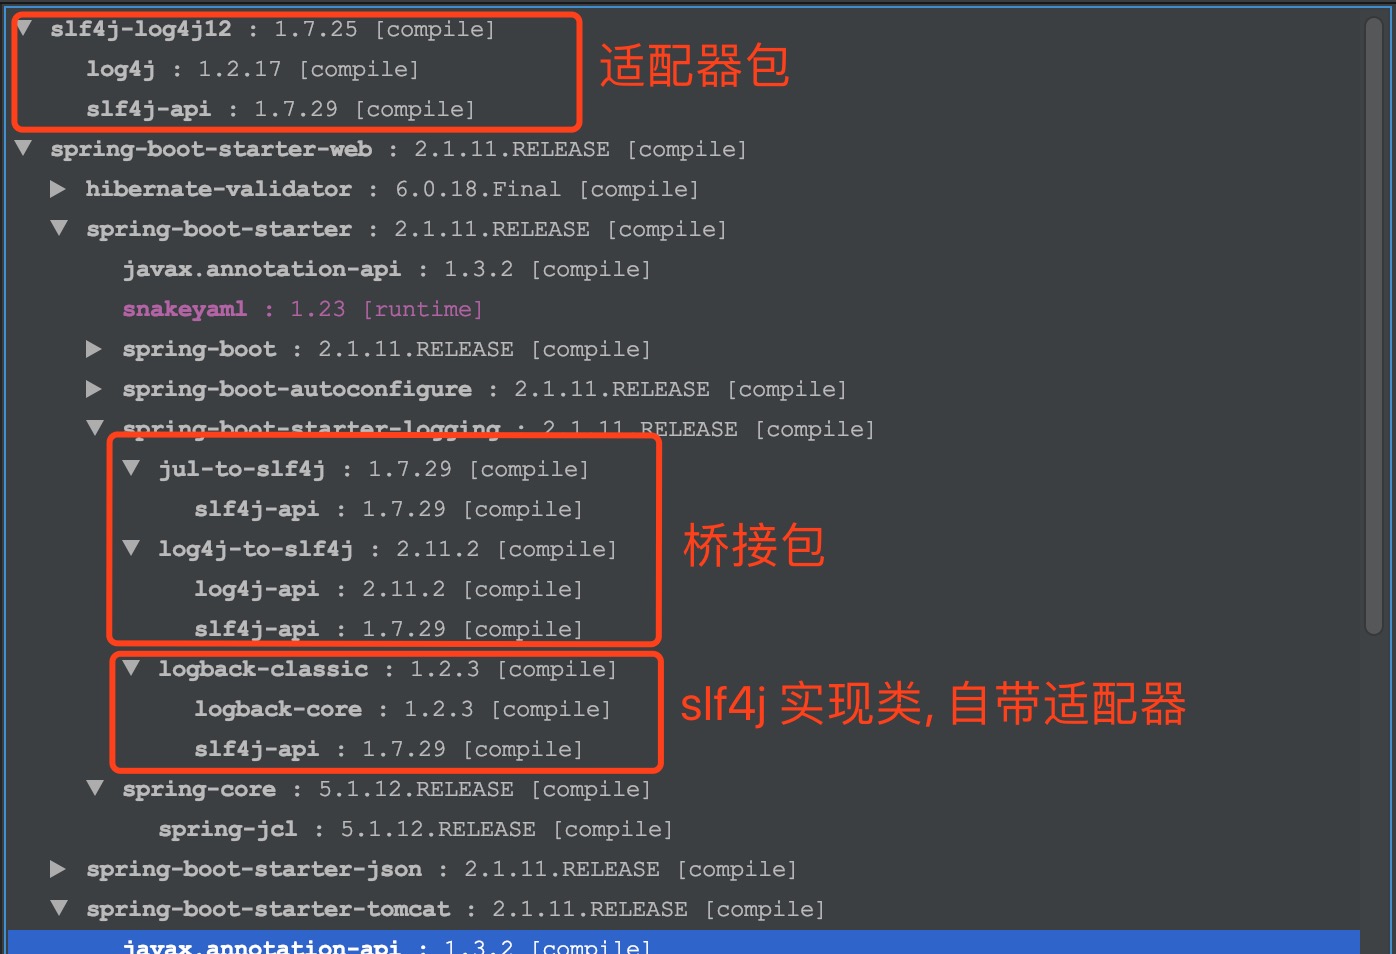 slf4j-log4j12 : 1.7.25 [compile]
log4j : 1.2.17 [compile]
适配器包
slf4j-api : 1.7.29 [compile]
spring-boot-starter-web : 2.1.11.RELEASE [compile]
hibernate-validator : 6.0.18.Final [compile]
spring-boot-starter : 2.1.11.RELEASE [compile]
javax.annotation-api : 1.3.2 [compile]
snakeyaml : 1.23 [runtime]
spring-boot : 2.1.11.RELEASE [compile]
spring-boot-autoconfigure : 2.1.11.RELEASE [compile]
spring-boot-starter-logging : 2.1.11.RELEASE [compile]
jul-to-slf4j : 1.7.29 [compile]
slf4j-api : 1.7.29 [compile]
log4j-to-slf4j : 2.11.2 [compile]
桥接包
log4j-api : 2.11.2 [compile]
slf4j-api : 1.7.29 [compile]
logback-classic : 1.2.3 [compile]
logback-core : 1.2.3 [compile]
slf4j 实现类, 自带适配器
slf4j-api : 1.7.29 [compile]
spring-core : 5.1.12.RELEASE [compile]
spring-jcl : 5.1.12.RELEASE [compile]
spring-boot-starter-json : 2.1.11.RELEASE [compile]
spring-boot-starter-tomcat : 2.1.11.RELEASE [compile]
javax.annotation-api : 1.3.2 [compile]